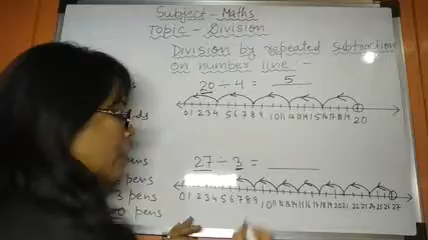 Subject - Maths
Topic - Division
Division by repeated subtraction
on number line :-
20 ÷ 4 = 5
0 1 2 3 4 5 6 7 8 9 10 11 12 13 14 15 16 17 18 19 20
27 ÷ 3 =
0 1 2 3 4 5 6 7 8 9 10 11 12 13 14 15 16 17 18 19 20 21 22 23 24 25 26 27
pens
pens
pens
pens